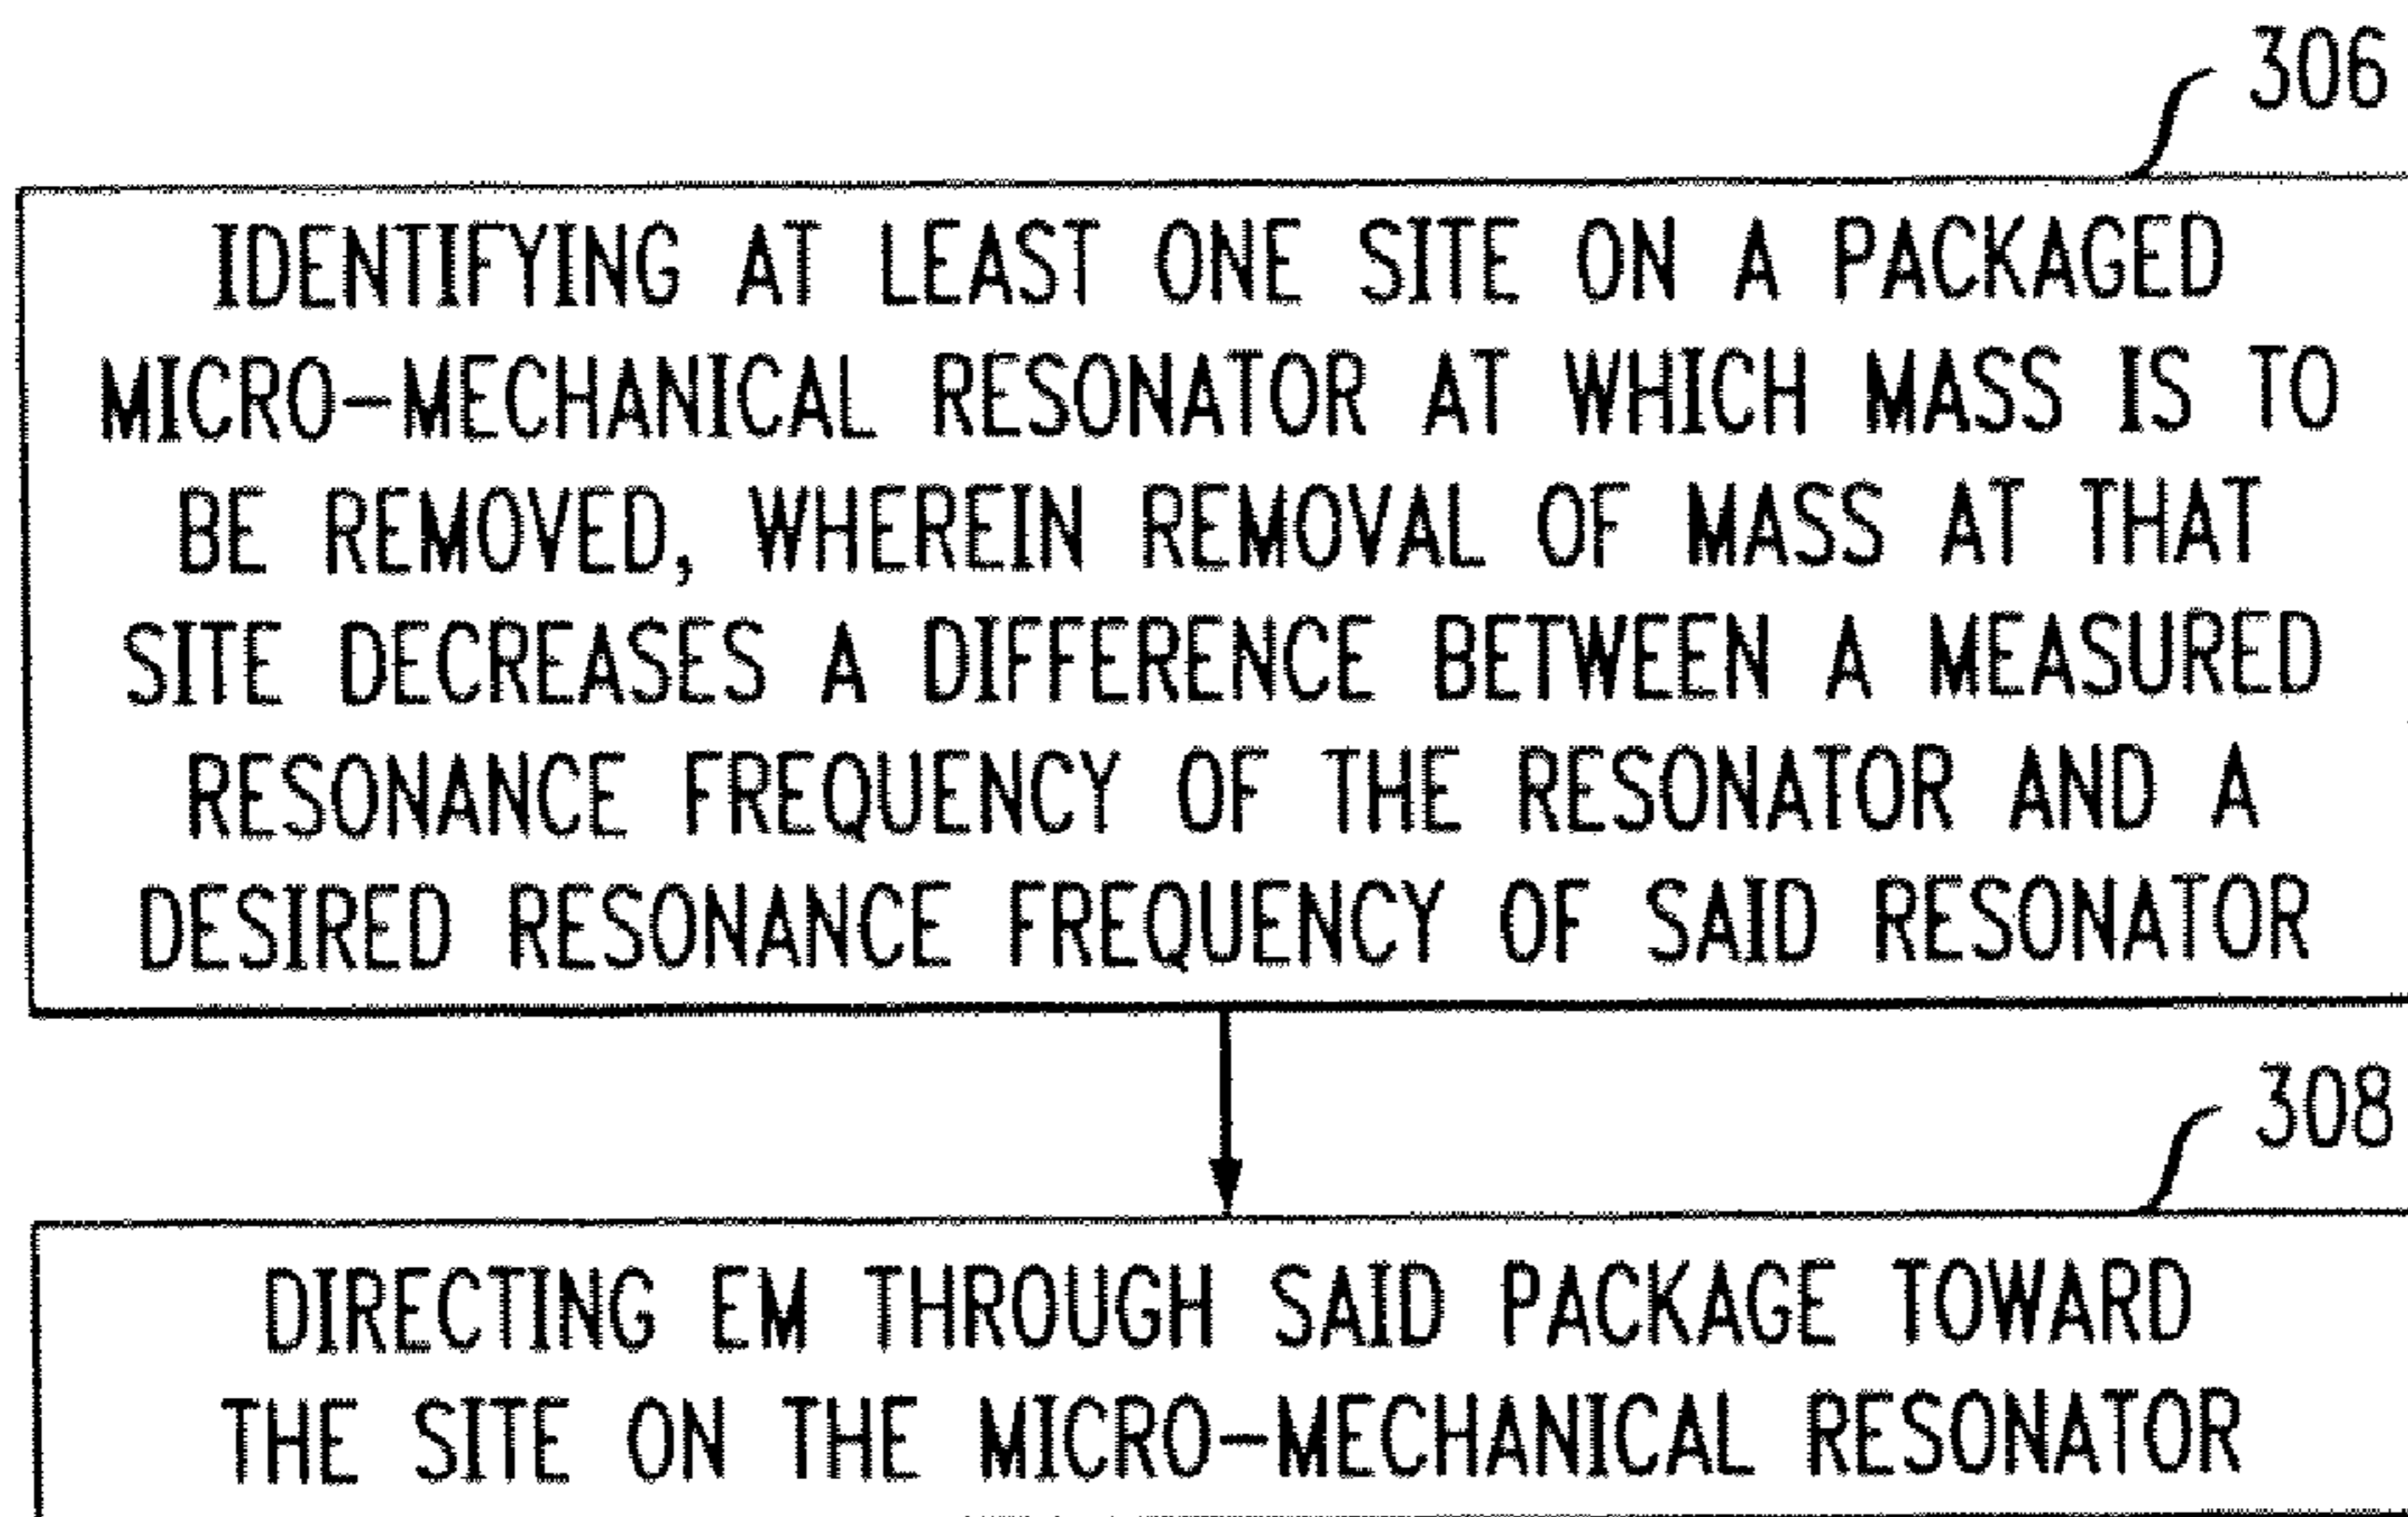 306
IDENTIFYING AT LEAST ONE SITE ON A PACKAGED
MICRO-MECHANICAL RESONATOR AT WHICH MASS IS TO
BE REMOVED, WHEREIN REMOVAL OF MASS AT THAT
SITE DECREASES A DIFFERENCE BETWEEN A MEASURED
RESONANCE FREQUENCY OF THE RESONATOR AND A
DESIRED RESONANCE FREQUENCY OF SAID RESONATOR
308
DIRECTING EM THROUGH SAID PACKAGE TOWARD
THE SITE ON THE MICRO-MECHANICAL RESONATOR